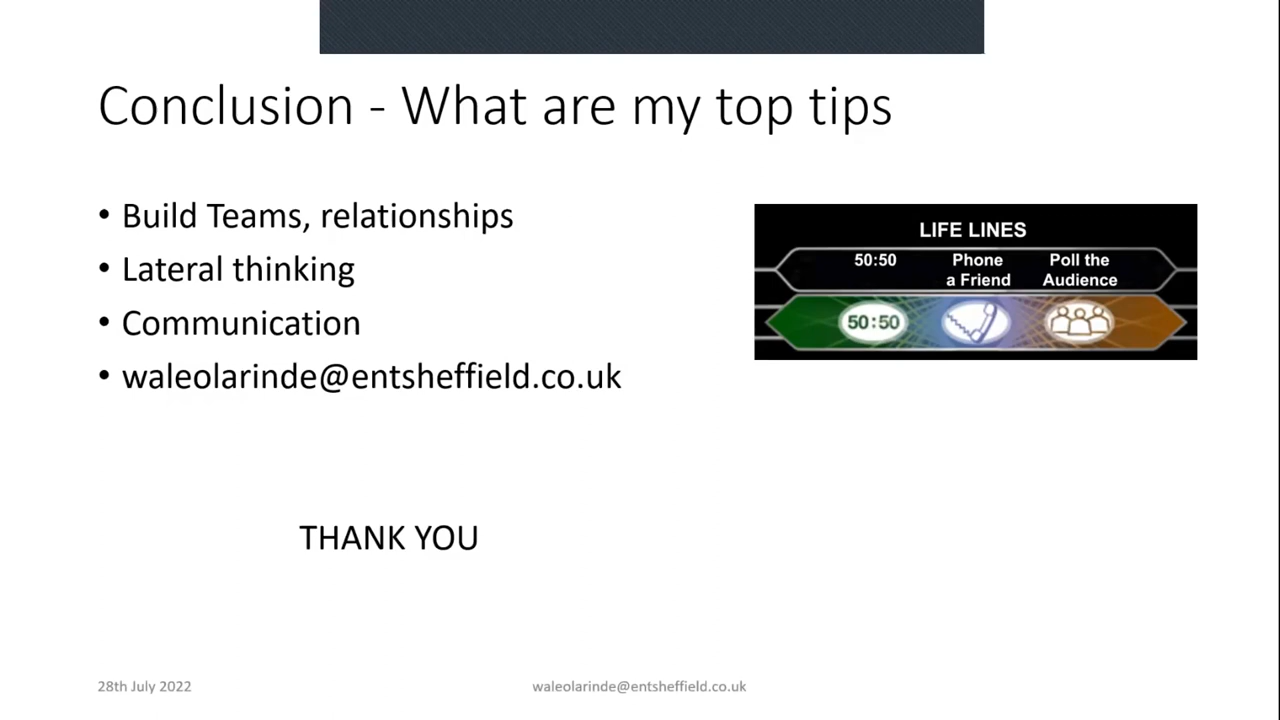 Conclusion - What are my top tips
• Build Teams, relationships
• Lateral thinking
• Communication
• waleolarinde@entsheffield.co.uk
LIFE LINES
50:50 Phone a Friend Poll the Audience
50:50
THANK YOU
28th July 2022
waleolarinde@entsheffield.co.uk